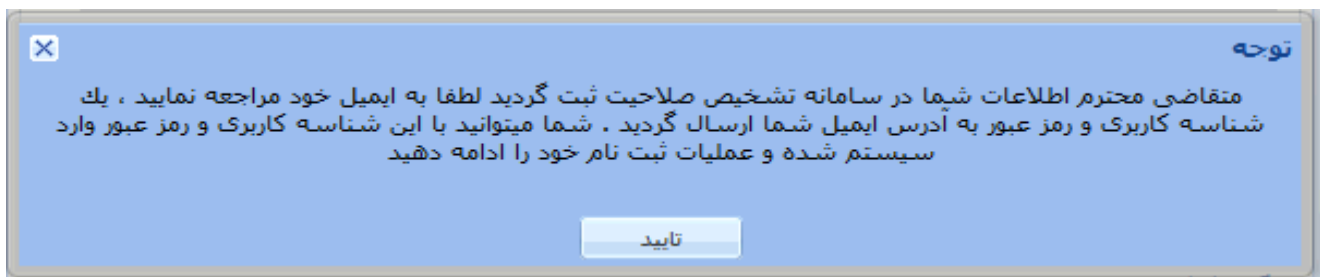 توجه
متقاضی محترم اطلاعات شما در سامانه تشخیص صلاحیت ثبت گردید لطفا به ایمیل خود مراجعه نمایید ، یك
شناسه کاربری و رمز عبور به آدرس ایمیل شما ارسال گردید . شما میتوانید با این شناسه کاربری و رمز عبور وارد
سیستم شده و عملیات ثبت نام خود را ادامه دهید
تایید